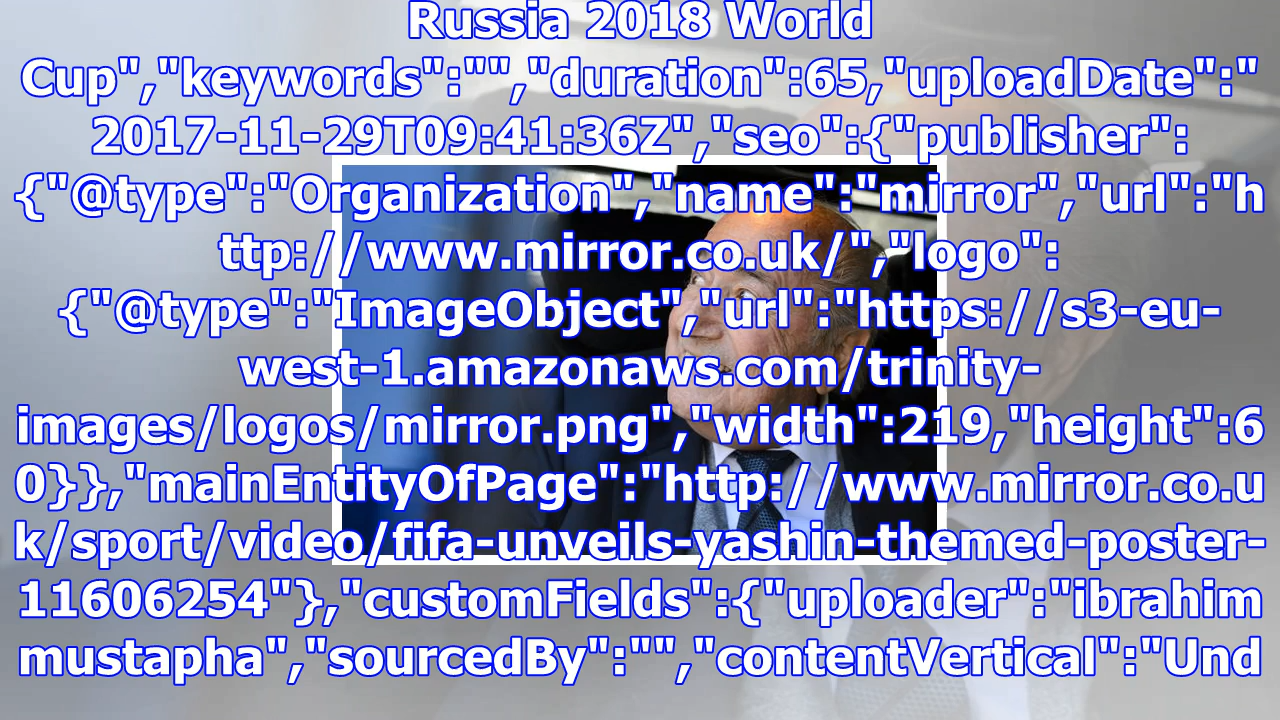 Russia 2018 World
Cup","keywords":"","duration":65,"uploadDate":"
2017-11-29T09:41:36Z","seo":{"publisher":
{"@type":"Organization","name":"mirror","url":"h
ttp://www.mirror.co.uk/","logo":
{"@type":"ImageObject","url":"https://s3-eu-
west-1.amazonaws.com/trinity-
images/logos/mirror.png","width":219,"height":6
0}},"mainEntityOfPage":"http://www.mirror.co.u
k/sport/video/fifa-unveils-yashin-themed-poster-
11606254"},"customFields":{"uploader":"ibrahim
mustapha","sourcedBy":"","contentVertical":"Und